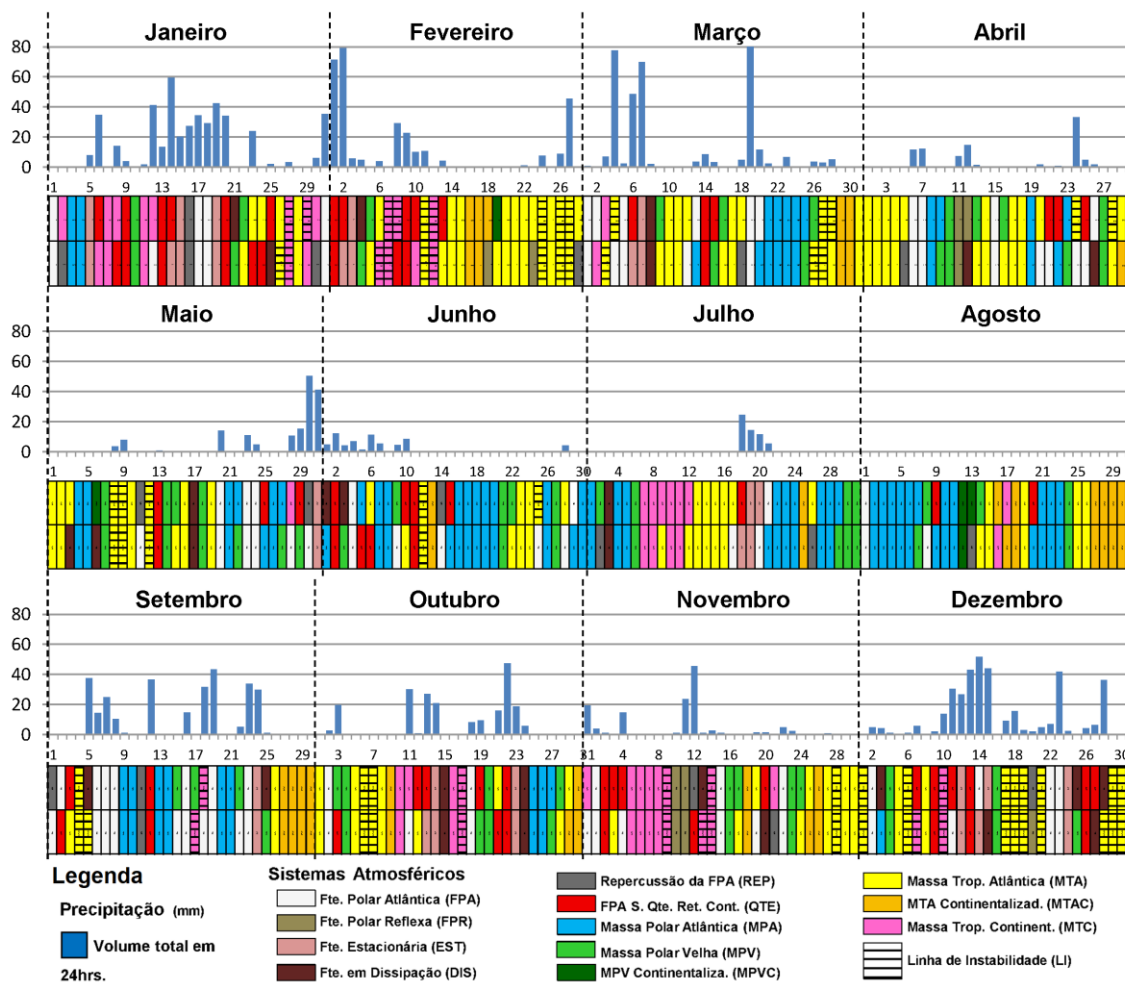 Janeiro Fevereiro Março Abril
80
60
40
20
0
1 5 9 13 17 21 25 29 2 6 10 14 18 22 26 2 6 10 14 18 22 26 30 3 7 11 15 19 23 27
Maio Junho Julho Agosto
80
60
40
20
0
1 5 9 13 17 21 25 29 2 6 10 14 18 22 26 30 4 8 12 16 20 24 28 1 5 9 13 17 21 25 29
Setembro Outubro Novembro Dezembro
80
60
40
20
0
1 5 9 13 17 21 25 29 3 7 11 15 19 23 27 31 4 8 12 16 20 24 28 2 6 10 14 18 22 26 30
Legenda
Precipitação (mm)
Volume total em
24hrs.
Sistemas Atmosféricos
Fte. Polar Atlântica (FPA)
Fte. Polar Reflexa (FPR)
Fte. Estacionária (EST)
Fte. em Dissipação (DIS)
Repercussão da FPA (REP)
FPA S. Qte. Ret. Cont. (QTE)
Massa Polar Atlântica (MPA)
Massa Polar Velha (MPV)
MPV Continentaliza. (MPVC)
Massa Trop. Atlântica (MTA)
MTA Continentalizad. (MTAC)
Massa Trop. Continent. (MTC)
Linha de Instabilidade (LI)